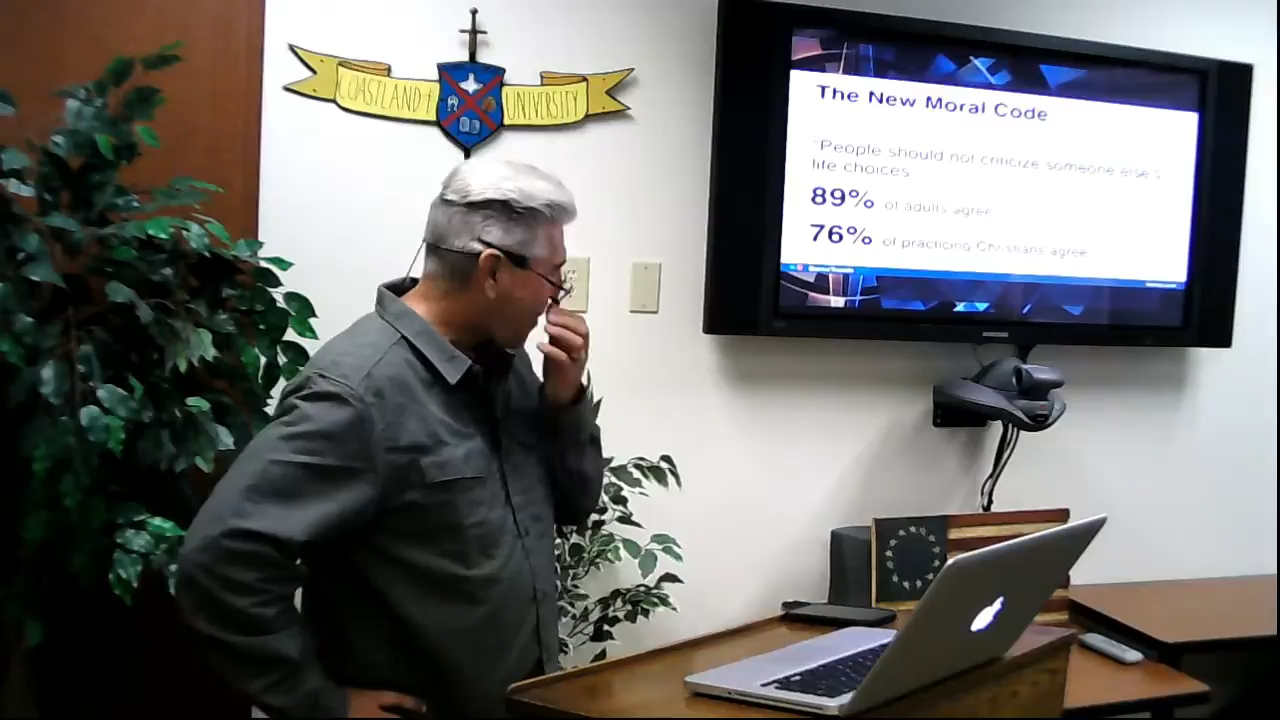 COASTLAND UNIVERSITY
The New Moral Code
"People should not criticize someone else's
life choices
89% of adults agree
76% of practicing Christians agree
SAMSUNG